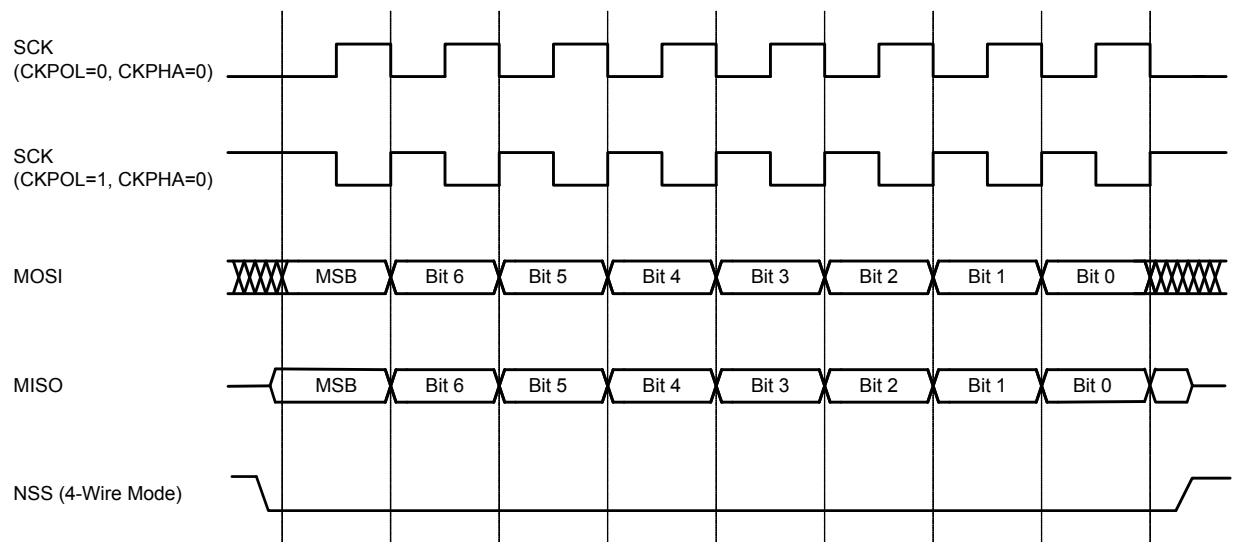 SCK
(CKPOL=0, CKPHA=0)
SCK
(CKPOL=1, CKPHA=0)
MOSI MSB Bit 6 Bit 5 Bit 4 Bit 3 Bit 2 Bit 1 Bit 0
MISO MSB Bit 6 Bit 5 Bit 4 Bit 3 Bit 2 Bit 1 Bit 0
NSS (4-Wire Mode)